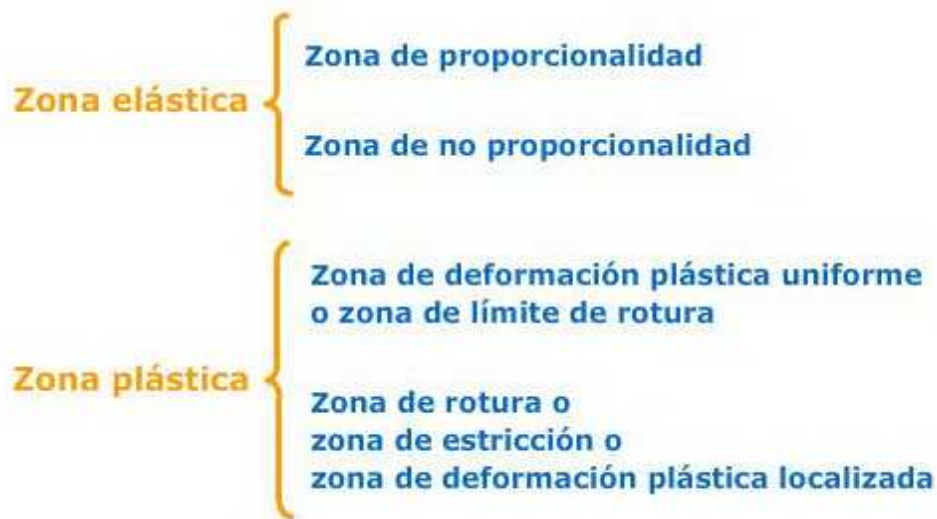 Zona elástica
Zona de proporcionalidad
Zona de no proporcionalidad
Zona plástica
Zona de deformación plástica uniforme
o zona de límite de rotura
Zona de rotura o
zona de estricción o
zona de deformación plástica localizada